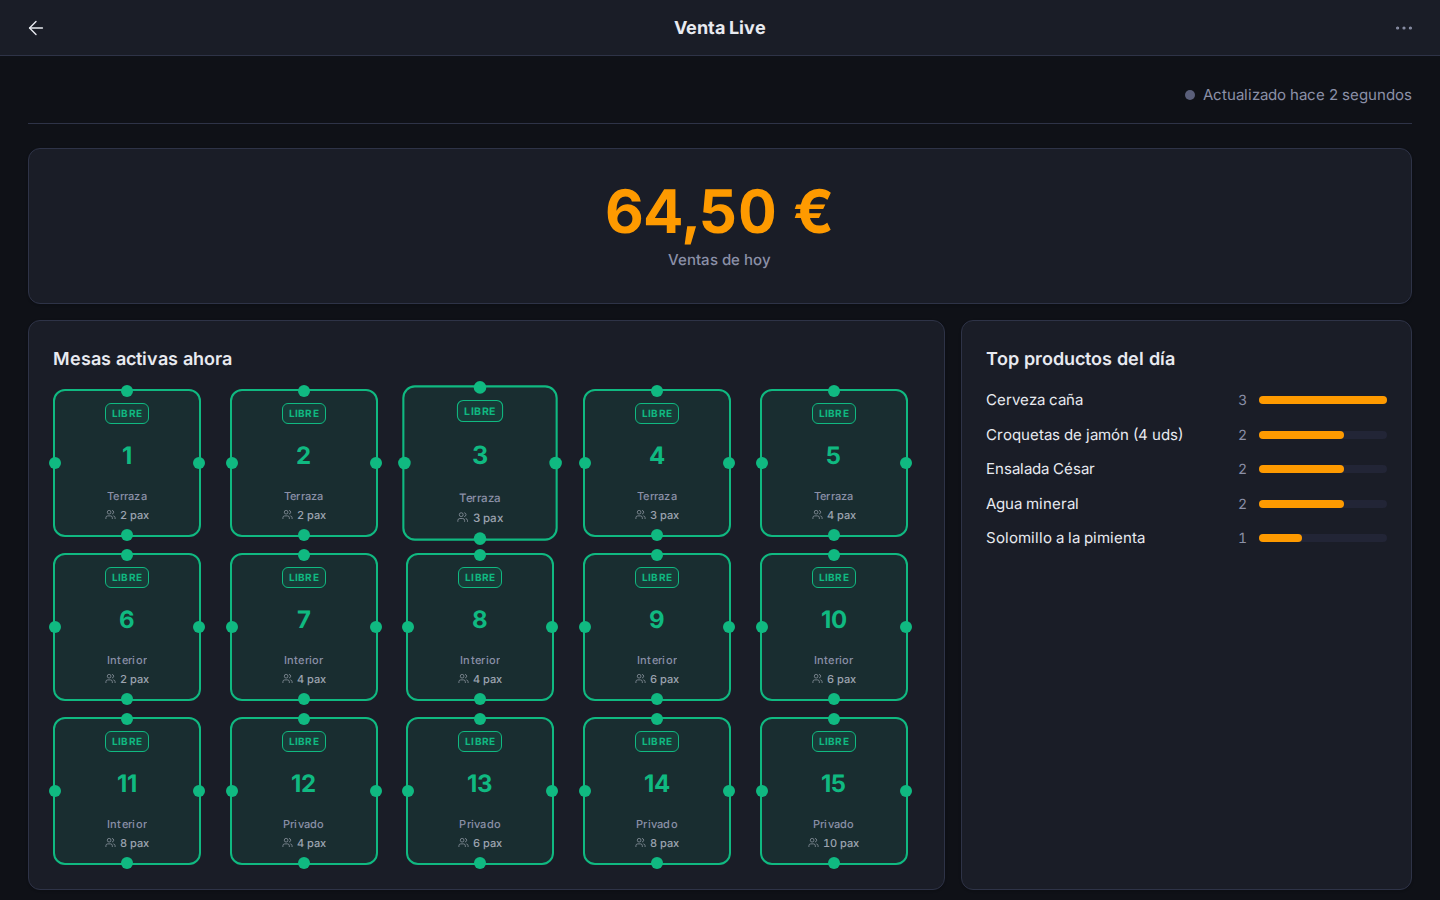 Venta Live
Actualizado hace 2 segundos
64,50 €
Ventas de hoy
Mesas activas ahora
LIBRE
1
Terraza
2 pax
LIBRE
2
Terraza
2 pax
LIBRE
3
Terraza
3 pax
LIBRE
4
Terraza
3 pax
LIBRE
5
Terraza
4 pax
LIBRE
6
Interior
2 pax
LIBRE
7
Interior
4 pax
LIBRE
8
Interior
4 pax
LIBRE
9
Interior
6 pax
LIBRE
10
Interior
6 pax
LIBRE
11
Interior
8 pax
LIBRE
12
Privado
4 pax
LIBRE
13
Privado
6 pax
LIBRE
14
Privado
8 pax
LIBRE
15
Privado
10 pax
Top productos del día
Cerveza caña 3
Croquetas de jamón (4 uds) 2
Ensalada César 2
Agua mineral 2
Solomillo a la pimienta 1